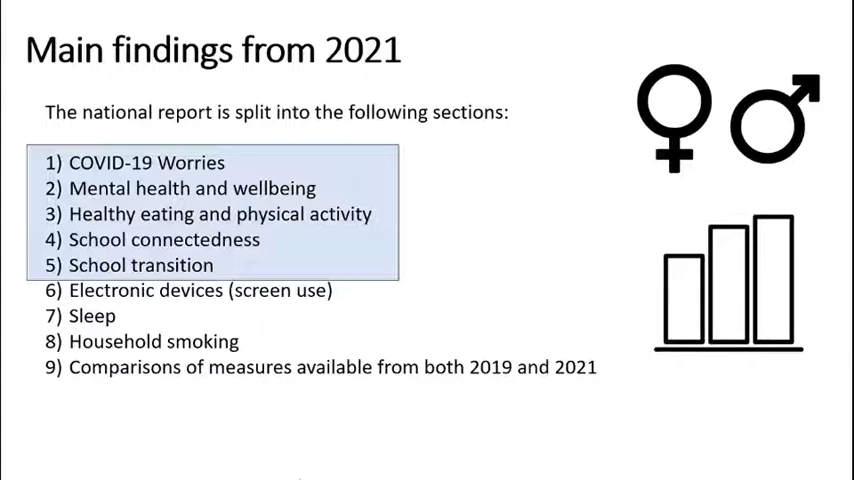 Main findings from 2021
The national report is split into the following sections:
1) COVID-19 Worries
2) Mental health and wellbeing
3) Healthy eating and physical activity
4) School connectedness
5) School transition
6) Electronic devices (screen use)
7) Sleep
8) Household smoking
9) Comparisons of measures available from both 2019 and 2021